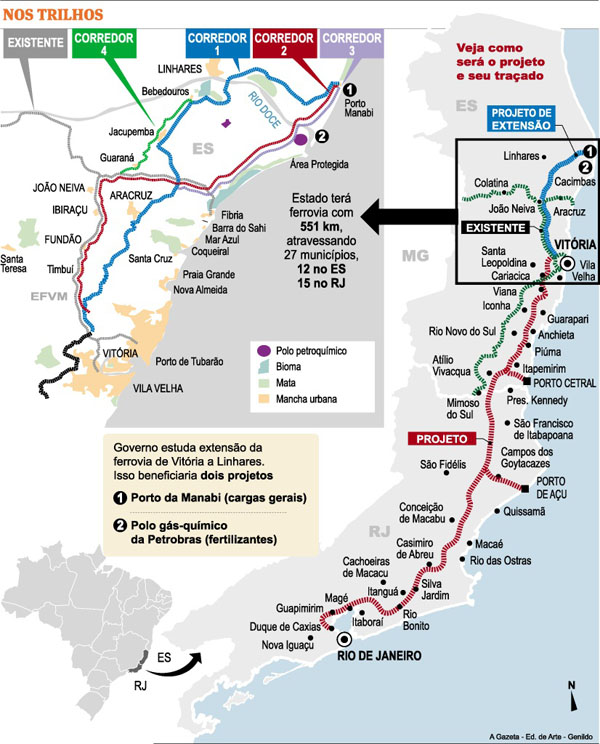 NOS TRILHOS
EXISTENTE
CORREDOR
4
CORREDOR
1
CORREDOR
2
CORREDOR
3
LINHARES
Bebedouros
RIO DOCE
1
Porto
Manabi
Jacupemba
2
ES
Guaraná
Área Protegida
JOÃO NEIVA
ARACRUZ
IBIRAÇU
Fíbria
Barra do Sahi
Mar Azul
Coqueiral
FUNDÃO
Santa
Teresa
Timbuí
Santa Cruz
Praia Grande
Nova Almeida
EFVM
VITÓRIA
Porto de Tubarão
VILA VELHA
Estado terá
ferrovia com
551 km,
atravessando
27 municípios,
12 no ES
15 no RJ
Polo petroquímico
Bioma
Mata
Mancha urbana
Governo estuda extensão da
ferrovia de Vitória a Linhares.
Isso beneficiaria dois projetos
1 Porto da Manabi (cargas gerais)
2 Polo gás-químico
da Petrobras (fertilizantes)
ES
RJ
Veja como
será o projeto
e seu traçado
ES
PROJETO DE
EXTENSÃO
Linhares
1
2
Cacimbas
Colatina
João Neiva
Aracruz
EXISTENTE
VITÓRIA
MG
Santa
Leopoldina
Vila
Velha
Cariacica
Viana
Iconha
Guarapari
Rio Novo do Sul
Anchieta
Piúma
Atílio
Vivacqua
Itapemirim
PORTO CETRAL
Mimoso
do Sul
Pres. Kennedy
PROJETO
São Francisco
de Itabapoana
São Fidélis
Campos dos
Goytacazes
PORTO
DE AÇU
Conceição
de Macabu
Quissamã
RJ
Casimiro
de Abreu
Macaé
Rio das Ostras
Cachoeiras
de Macacu
Itanguá
Silva
Jardim
Magé
Guapimirim
Rio
Bonito
Itaboraí
Duque de Caxias
Nova Iguaçu
RIO DE JANEIRO
N
A Gazeta - Ed. de Arte - Genildo